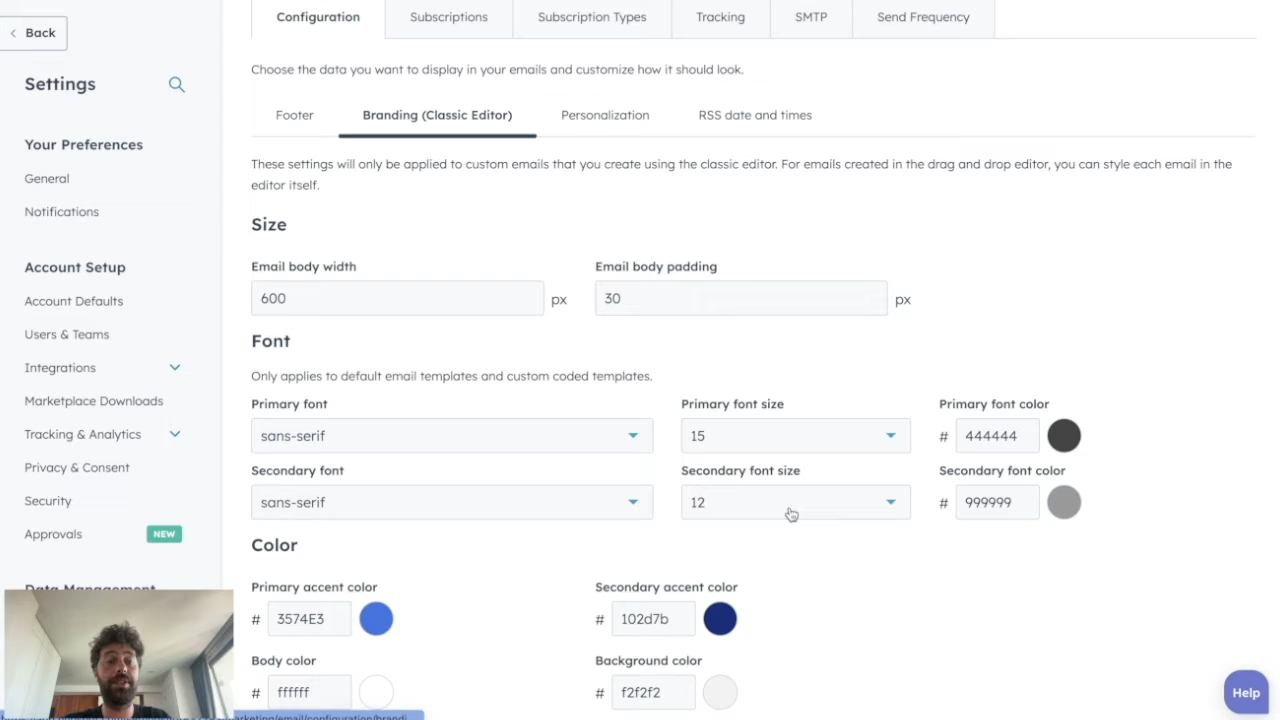 Back
Settings
Your Preferences
General
Notifications
Account Setup
Account Defaults
Users & Teams
Integrations
Marketplace Downloads
Tracking & Analytics
Privacy & Consent
Security
Approvals NEW
Data Management
Configuration Subscriptions Subscription Types Tracking SMTP Send Frequency
Choose the data you want to display in your emails and customize how it should look.
Footer Branding (Classic Editor) Personalization RSS date and times
These settings will only be applied to custom emails that you create using the classic editor. For emails created in the drag and drop editor, you can style each email in the
editor itself.
Size
Email body width Email body padding
600 px 30 px
Font
Only applies to default email templates and custom coded templates.
Primary font Primary font size Primary font color
sans-serif 15 # 444444
Secondary font Secondary font size Secondary font color
sans-serif 12 # 999999
Color
Primary accent color Secondary accent color
# 3574E3 # 102d7b
Body color Background color
# ffffff # f2f2f2
Help